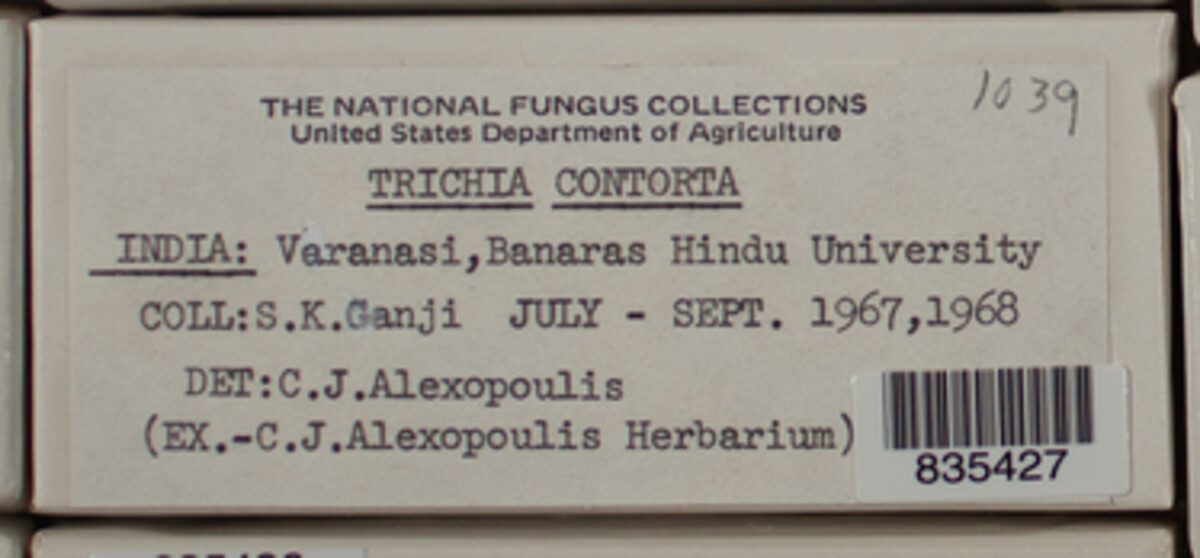 1039
THE NATIONAL FUNGUS COLLECTIONS
United States Department of Agriculture
TRICHIA CONTORTA
INDIA: Varanasi,Banaras Hindu University
COLL:S.K.Ganji JULY - SEPT. 1967,1968
DET:C.J.Alexopoulis
(EX.-C.J.Alexopoulis Herbarium)
835427